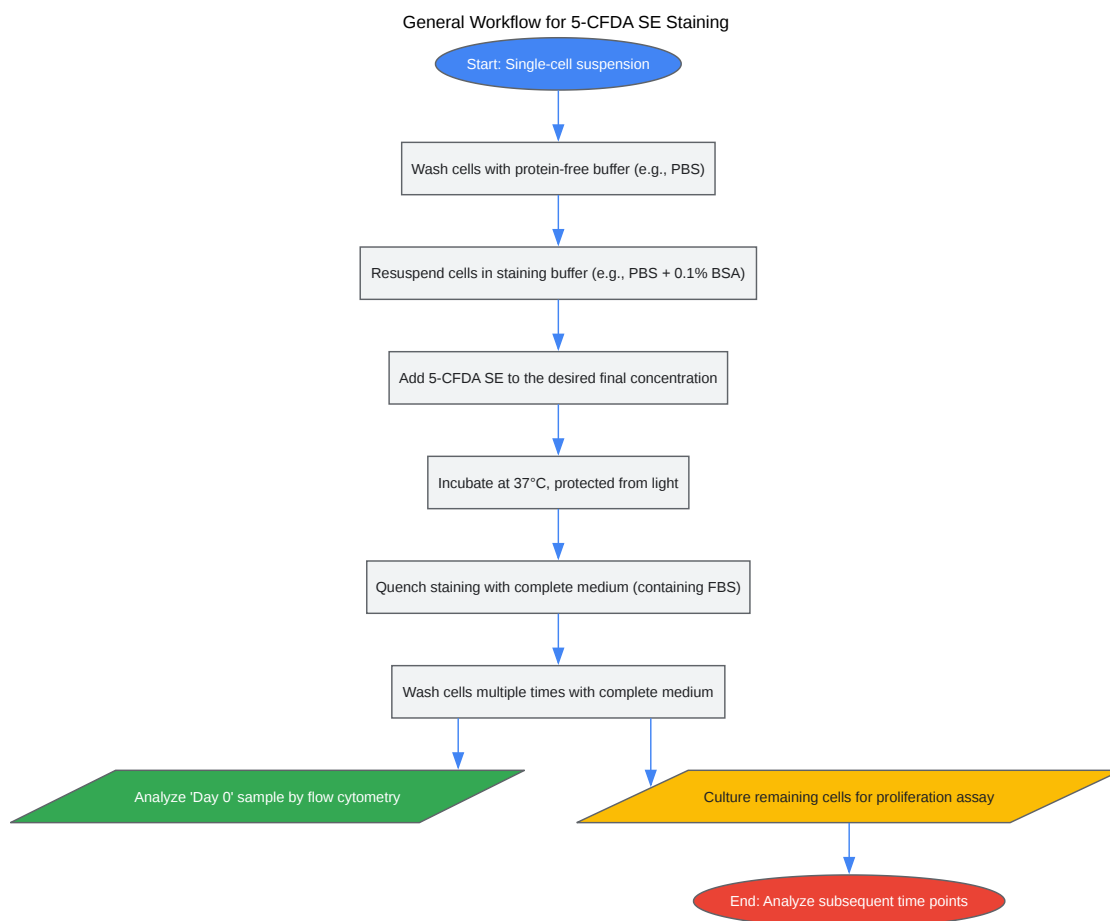 General Workflow for 5-CFDA SE Staining
Start: Single-cell suspension
Wash cells with protein-free buffer (e.g., PBS)
Resuspend cells in staining buffer (e.g., PBS + 0.1% BSA)
Add 5-CFDA SE to the desired final concentration
Incubate at 37°C, protected from light
Quench staining with complete medium (containing FBS)
Wash cells multiple times with complete medium
Analyze 'Day 0' sample by flow cytometry
Culture remaining cells for proliferation assay
End: Analyze subsequent time points